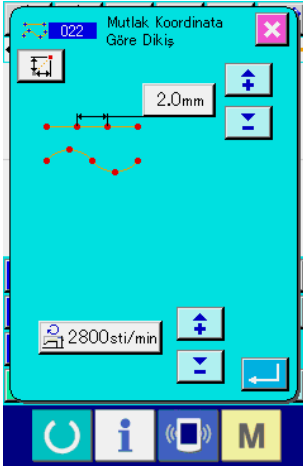 022
Mutlak Koordinata
Göre Dikiş
2.0mm
2800sti/min
i
M